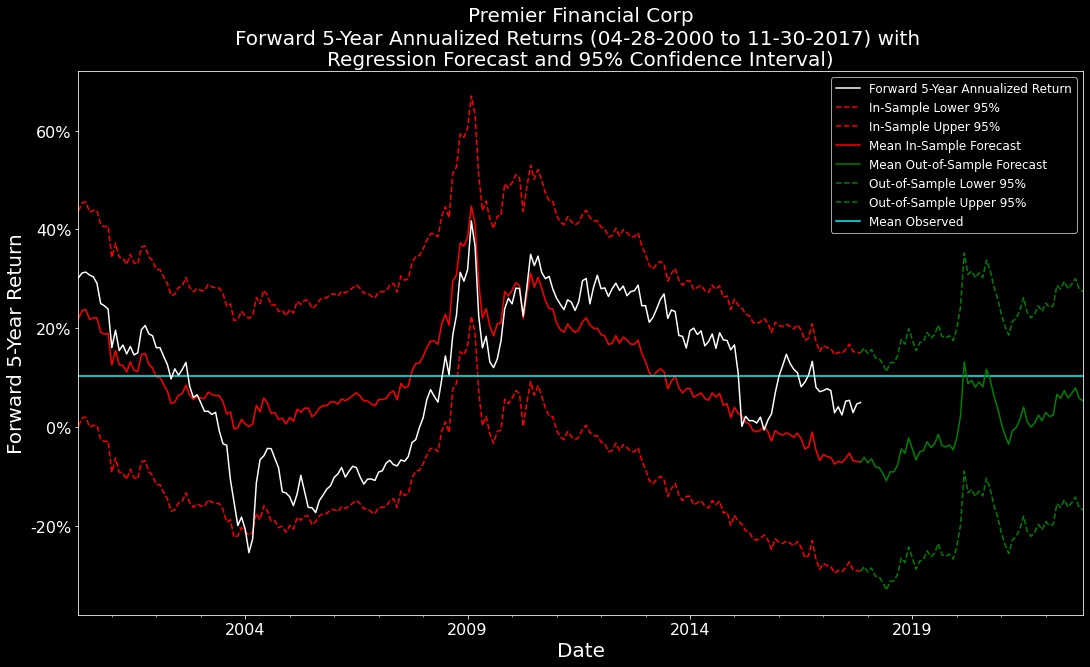 Premier Financial Corp
Forward 5-Year Annualized Returns (04-28-2000 to 11-30-2017) with
Regression Forecast and 95% Confidence Interval)
Forward 5-Year Annualized Return
In-Sample Lower 95%
In-Sample Upper 95%
Mean In-Sample Forecast
Mean Out-of-Sample Forecast
Out-of-Sample Lower 95%
Out-of-Sample Upper 95%
Mean Observed
Forward 5-Year Return
60%
40%
20%
0%
-20%
2004
2009
2014
2019
Date